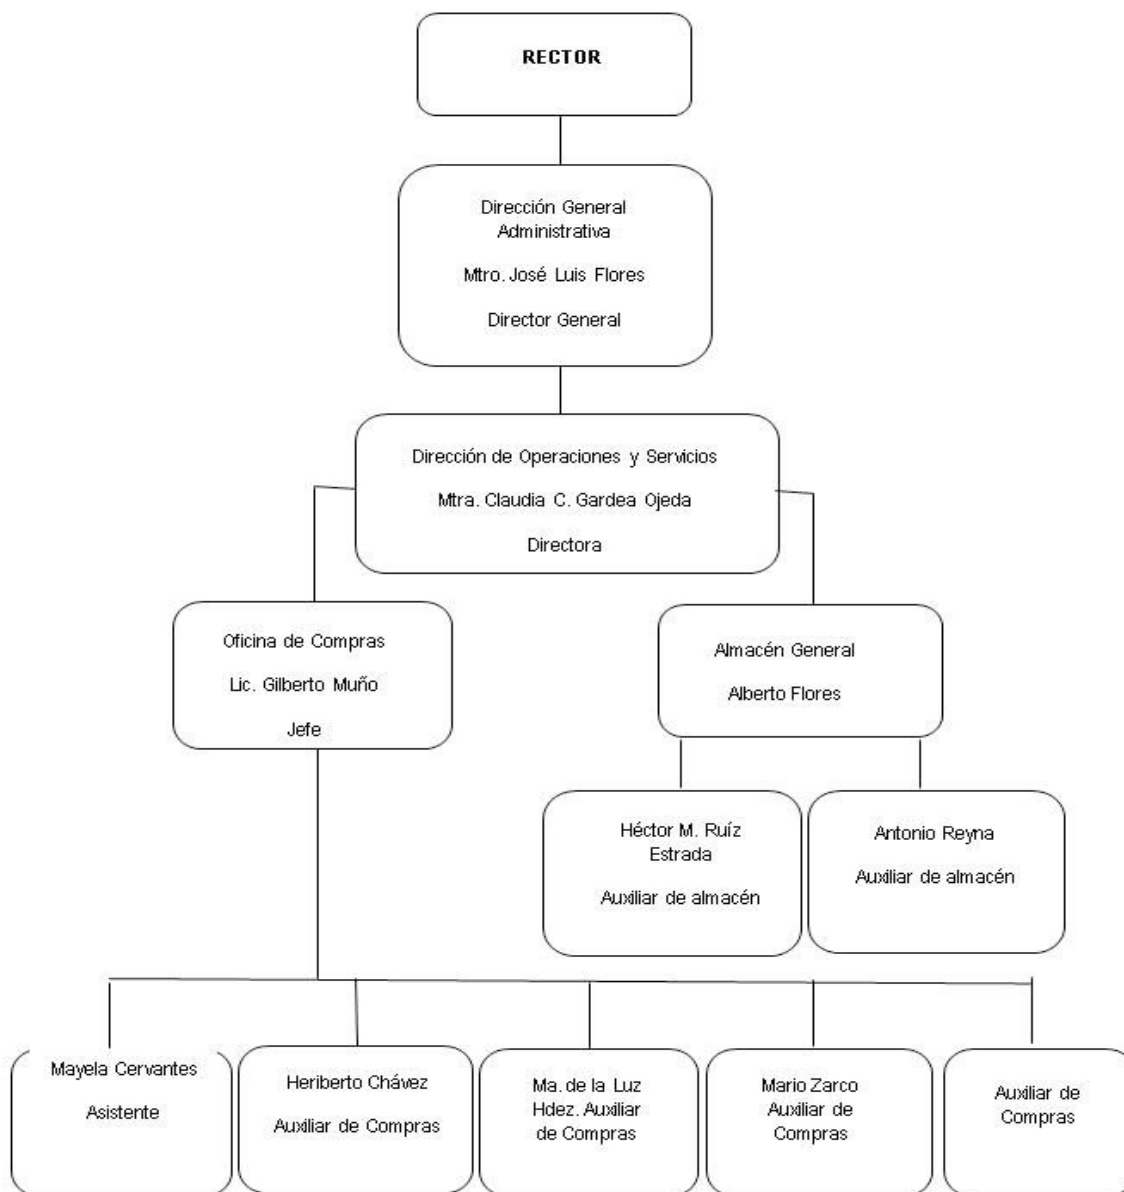 RECTOR
Dirección General
Administrativa
Mtro. José Luis Flores
Director General
Dirección de Operaciones y Servicios
Mtra. Claudia C. Gardea Ojeda
Directora
Oficina de Compras
Lic. Gilberto Muño
Jefe
Almacén General
Alberto Flores
Héctor M. Ruíz
Estrada
Auxiliar de almacén
Antonio Reyna
Auxiliar de almacén
Mayela Cervantes
Asistente
Heriberto Chávez
Auxiliar de Compras
Ma. de la Luz
Hdez. Auxiliar
de Compras
Mario Zarco
Auxiliar de
Compras
Auxiliar de
Compras